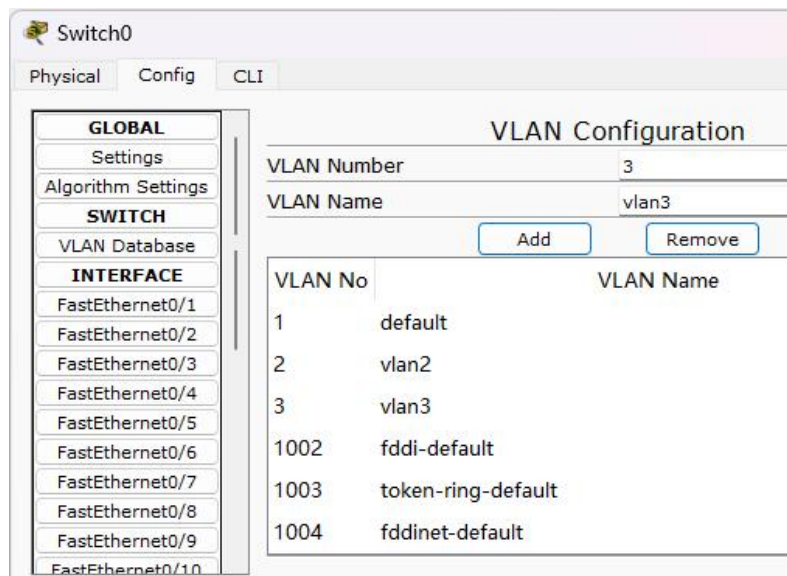 Switch0
Physical Config CLI
GLOBAL
Settings
Algorithm Settings
SWITCH
VLAN Database
INTERFACE
FastEthernet0/1
FastEthernet0/2
FastEthernet0/3
FastEthernet0/4
FastEthernet0/5
FastEthernet0/6
FastEthernet0/7
FastEthernet0/8
FastEthernet0/9
FastEthernet0/10
VLAN Configuration
VLAN Number 3
VLAN Name vlan3
Add Remove
VLAN No VLAN Name
1 default
2 vlan2
3 vlan3
1002 fddi-default
1003 token-ring-default
1004 fddinet-default